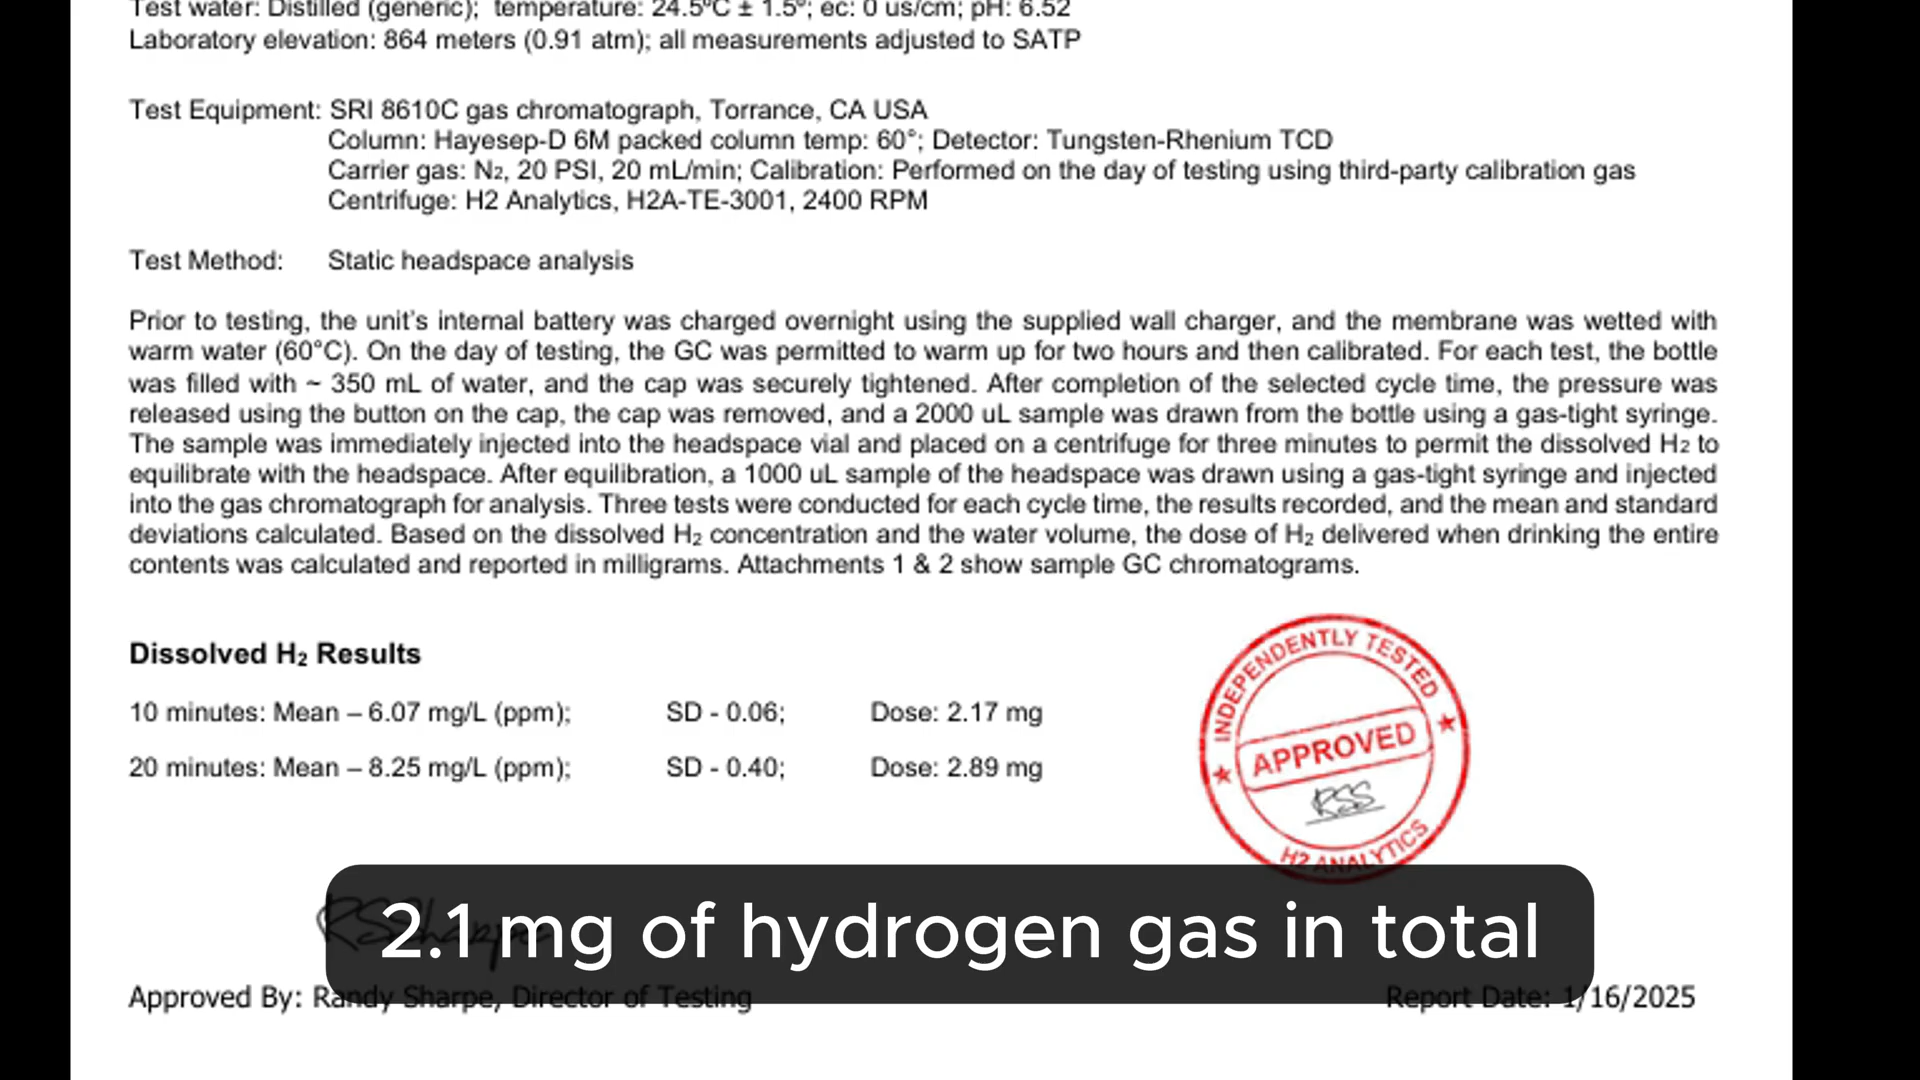 Test water: Distilled (generic); temperature: 24.5ºC ± 1.5º; ec: 0 us/cm; pH: 6.52
Laboratory elevation: 864 meters (0.91 atm); all measurements adjusted to SATP
Test Equipment: SRI 8610C gas chromatograph, Torrance, CA USA
Column: Hayesep-D 6M packed column temp: 60°; Detector: Tungsten-Rhenium TCD
Carrier gas: N₂, 20 PSI, 20 mL/min; Calibration: Performed on the day of testing using third-party calibration gas
Centrifuge: H2 Analytics, H2A-TE-3001, 2400 RPM
Test Method: Static headspace analysis
Prior to testing, the unit's internal battery was charged overnight using the supplied wall charger, and the membrane was wetted with
warm water (60°C). On the day of testing, the GC was permitted to warm up for two hours and then calibrated. For each test, the bottle
was filled with ~ 350 mL of water, and the cap was securely tightened. After completion of the selected cycle time, the pressure was
released using the button on the cap, the cap was removed, and a 2000 uL sample was drawn from the bottle using a gas-tight syringe.
The sample was immediately injected into the headspace vial and placed on a centrifuge for three minutes to permit the dissolved H₂ to
equilibrate with the headspace. After equilibration, a 1000 uL sample of the headspace was drawn using a gas-tight syringe and injected
into the gas chromatograph for analysis. Three tests were conducted for each cycle time, the results recorded, and the mean and standard
deviations calculated. Based on the dissolved H₂ concentration and the water volume, the dose of H₂ delivered when drinking the entire
contents was calculated and reported in milligrams. Attachments 1 & 2 show sample GC chromatograms.
Dissolved H₂ Results
10 minutes: Mean – 6.07 mg/L (ppm); SD - 0.06; Dose: 2.17 mg
20 minutes: Mean – 8.25 mg/L (ppm); SD - 0.40; Dose: 2.89 mg
INDEPENDENTLY TESTED
APPROVED
RSS
H2 ANALYTICS
RSSharpe
2.1 mg of hydrogen gas in total
Approved By: Randy Sharpe, Director of Testing Report Date: 1/16/2025